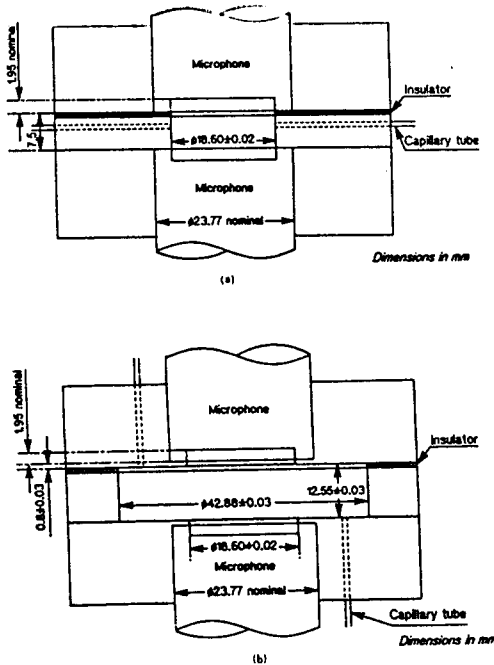 1.95 nominal
Microphone
Insulator
7.5
ø18.60±0.02
Capillary tube
Microphone
ø23.77 nominal
Dimensions in mm
(a)
1.95 nominal
Microphone
Insulator
0.8±0.03
12.55±0.03
ø42.88±0.03
ø18.60±0.02
Microphone
ø23.77 nominal
Capillary tube
Dimensions in mm
(b)